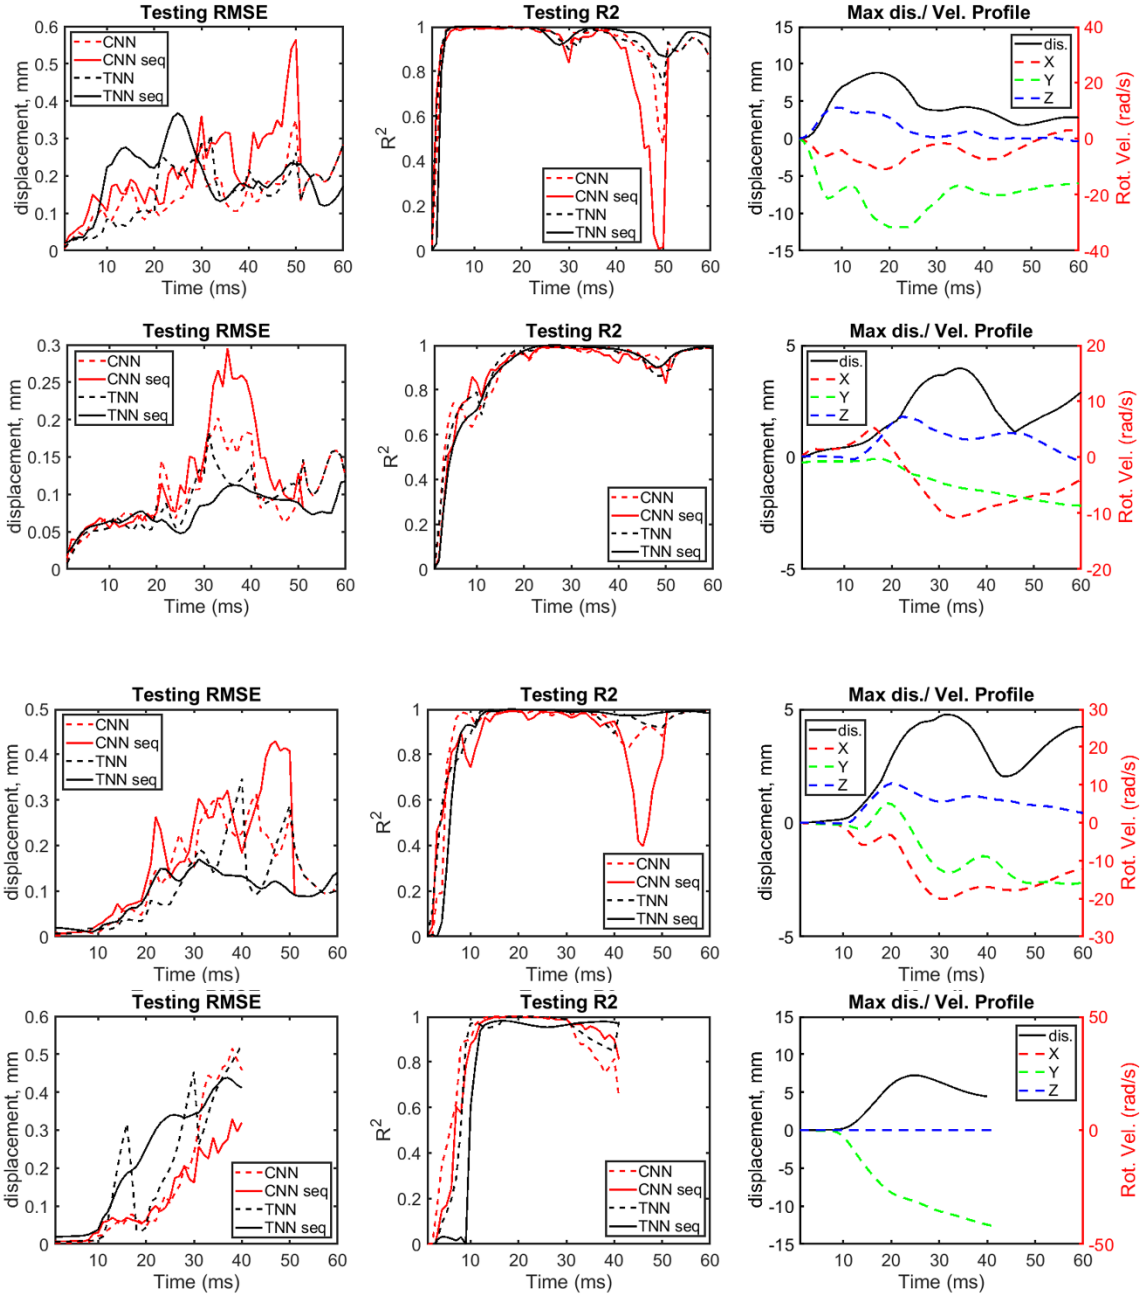 Testing RMSE
Testing R2
Max dis./ Vel. Profile
0.6
0.5
0.4
0.3
0.2
0.1
0
displacement, mm
CNN
CNN seq
TNN
TNN seq
10 20 30 40 50 60
Time (ms)
1
0.8
0.6
0.4
0.2
0
R2
CNN
CNN seq
TNN
TNN seq
10 20 30 40 50 60
Time (ms)
15
10
5
0
-5
-10
-15
displacement, mm
dis.
X
Y
Z
40
20
0
-20
-40
Rot. Vel. (rad/s)
10 20 30 40 50 60
Time (ms)
Testing RMSE
Testing R2
Max dis./ Vel. Profile
0.3
0.25
0.2
0.15
0.1
0.05
0
displacement, mm
CNN
CNN seq
TNN
TNN seq
10 20 30 40 50 60
Time (ms)
1
0.8
0.6
0.4
0.2
0
R2
CNN
CNN seq
TNN
TNN seq
10 20 30 40 50 60
Time (ms)
5
0
-5
displacement, mm
dis.
X
Y
Z
20
15
10
5
0
-5
-10
-15
-20
Rot. Vel. (rad/s)
10 20 30 40 50 60
Time (ms)
Testing RMSE
Testing R2
Max dis./ Vel. Profile
0.5
0.4
0.3
0.2
0.1
0
displacement, mm
CNN
CNN seq
TNN
TNN seq
10 20 30 40 50 60
Time (ms)
1
0.8
0.6
0.4
0.2
0
R2
CNN
CNN seq
TNN
TNN seq
10 20 30 40 50 60
Time (ms)
5
0
-5
displacement, mm
dis.
X
Y
Z
30
20
10
0
-10
-20
-30
Rot. Vel. (rad/s)
10 20 30 40 50 60
Time (ms)
Testing RMSE
Testing R2
Max dis./ Vel. Profile
0.6
0.5
0.4
0.3
0.2
0.1
0
displacement, mm
CNN
CNN seq
TNN
TNN seq
10 20 30 40 50 60
Time (ms)
1
0.8
0.6
0.4
0.2
0
R2
CNN
CNN seq
TNN
TNN seq
10 20 30 40 50 60
Time (ms)
15
10
5
0
-5
-10
-15
displacement, mm
dis.
X
Y
Z
50
0
-50
Rot. Vel. (rad/s)
10 20 30 40 50 60
Time (ms)